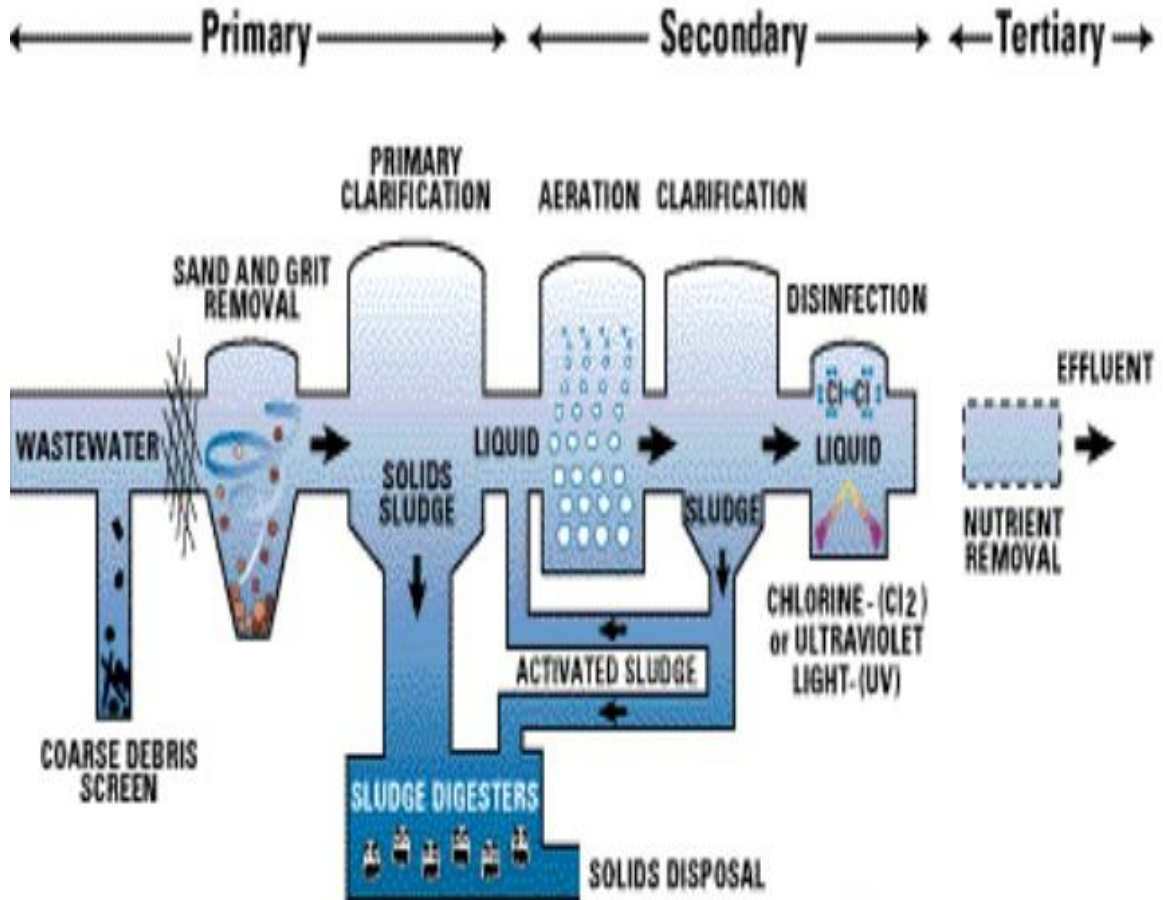 Primary
Secondary
Tertiary
PRIMARY
CLARIFICATION
AERATION
CLARIFICATION
SAND AND GRIT
REMOVAL
DISINFECTION
EFFLUENT
WASTEWATER
SOLIDS
SLUDGE
LIQUID
SLUDGE
Cl Cl
LIQUID
NUTRIENT
REMOVAL
CHLORINE-(Cl2)
or ULTRAVIOLET
LIGHT-(UV)
ACTIVATED SLUDGE
COARSE DEBRIS
SCREEN
SLUDGE DIGESTERS
SOLIDS DISPOSAL